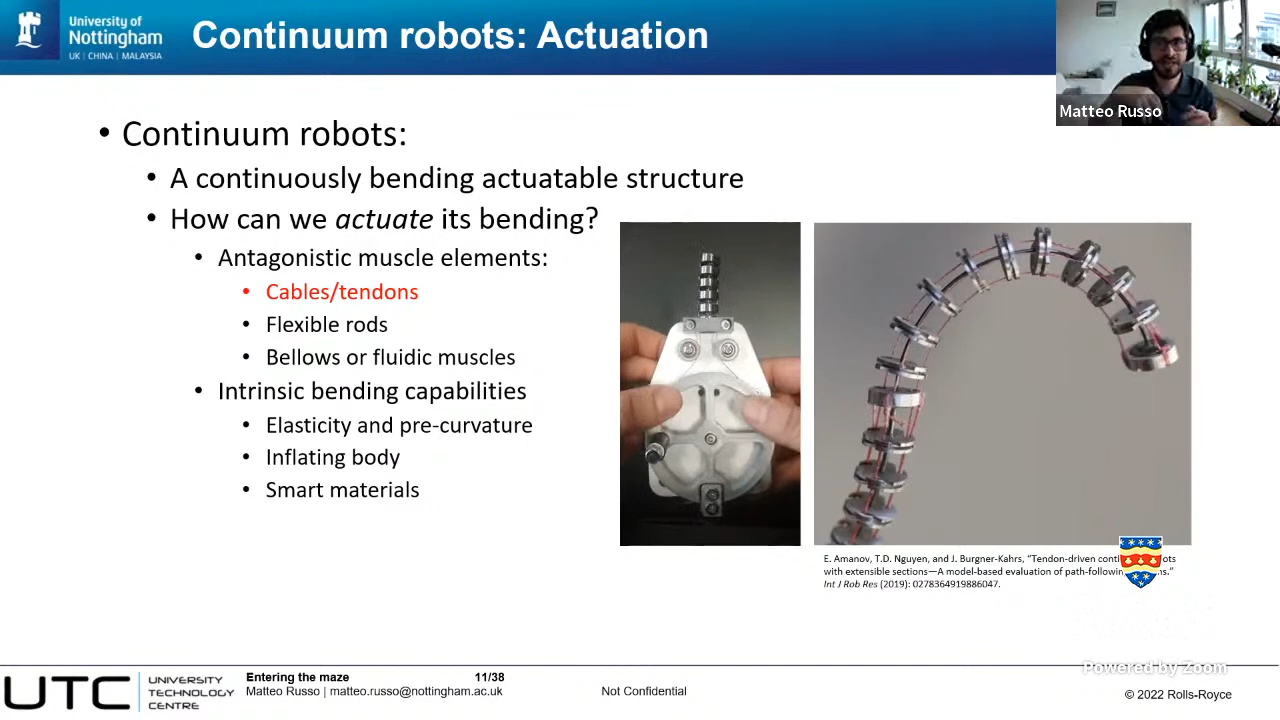 University of
Nottingham
UK | CHINA | MALAYSIA
Continuum robots: Actuation
Matteo Russo
• Continuum robots:
• A continuously bending actuatable structure
• How can we actuate its bending?
• Antagonistic muscle elements:
• Cables/tendons
• Flexible rods
• Bellows or fluidic muscles
• Intrinsic bending capabilities
• Elasticity and pre-curvature
• Inflating body
• Smart materials
E. Amanov, T.D. Nguyen, and J. Burgner-Kahrs, “Tendon-driven
with extensible sections—A model-based evaluation of
Int J Rob Res (2019): 0278364919886047.
Powered by Zoom
UTC
UNIVERSITY
TECHNOLOGY
CENTRE
Entering the maze 11/38
Matteo Russo | matteo.russo@nottingham.ac.uk
Not Confidential
© 2022 Rolls-Royce